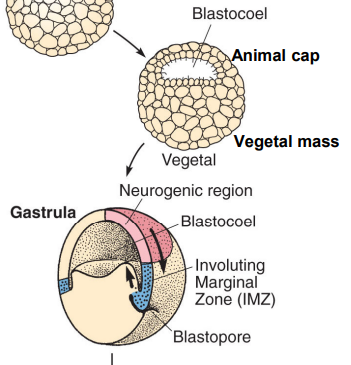 Blastocoel
Animal cap
Vegetal mass
Vegetal
Neurogenic region
Gastrula
Blastocoel
Involuting
Marginal
Zone (IMZ)
Blastopore